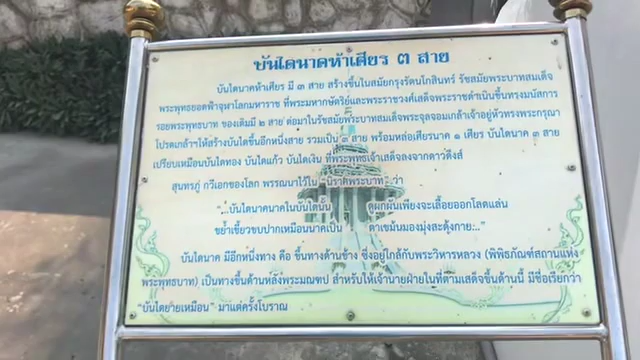 บันไดนาคห้าเศียร ๓ สาย
บันไดนาคห้าเศียร มี ๓ สาย สร้างขึ้นในสมัยกรุงรัตนโกสินทร์ รัชสมัยพระบาทสมเด็จ
พระพุทธยอดฟ้าจุฬาโลกมหาราช ที่พระมหากษัตริย์และพระราชวงศ์เสด็จพระราชดำเนินขึ้นทรงมนัสการ
รอยพระพุทธบาท ของเดิมมี ๒ สาย ต่อมาในรัชสมัยพระบาทสมเด็จพระจุลจอมเกล้าเจ้าอยู่หัวทรงพระกรุณา
โปรดเกล้าฯให้สร้างบันไดขึ้นอีกหนึ่งสาย รวมเป็น ๓ สาย พร้อมหล่อเศียรนาค ๑ เศียร บันไดนาค ๓ สาย
เปรียบเหมือนบันไดทอง บันไดแก้ว บันไดเงิน ที่พระพุทธเจ้าเสด็จลงจากดาวดึงส์
สุนทรภู่ กวีเอกของโลก พรรณนาไว้ใน "นิราศพระบาท" ว่า
"...บันไดนาคนาคในบันไดนั้น ดูผกผันเพียงจะเลื้อยออกโลดแล่น
ขย้ำเขี้ยวขบปากเหมือนนาคเป็น ตาเขม้นมองมุ่งสะดุ้งกาย..."
บันไดนาค มีอีกหนึ่งทาง คือ ขึ้นทางด้านข้าง ซึ่งอยู่ใกล้กับพระวิหารหลวง (พิพิธภัณฑ์สถานแห่ง
พระพุทธบาท) เป็นทางขึ้นด้านหลังพระมณฑป สำหรับให้เจ้านายฝ่ายในที่ตามเสด็จขึ้นด้านนี้ มีชื่อเรียกว่า
"บันไดยายเหมือน" มาแต่ครั้งโบราณ